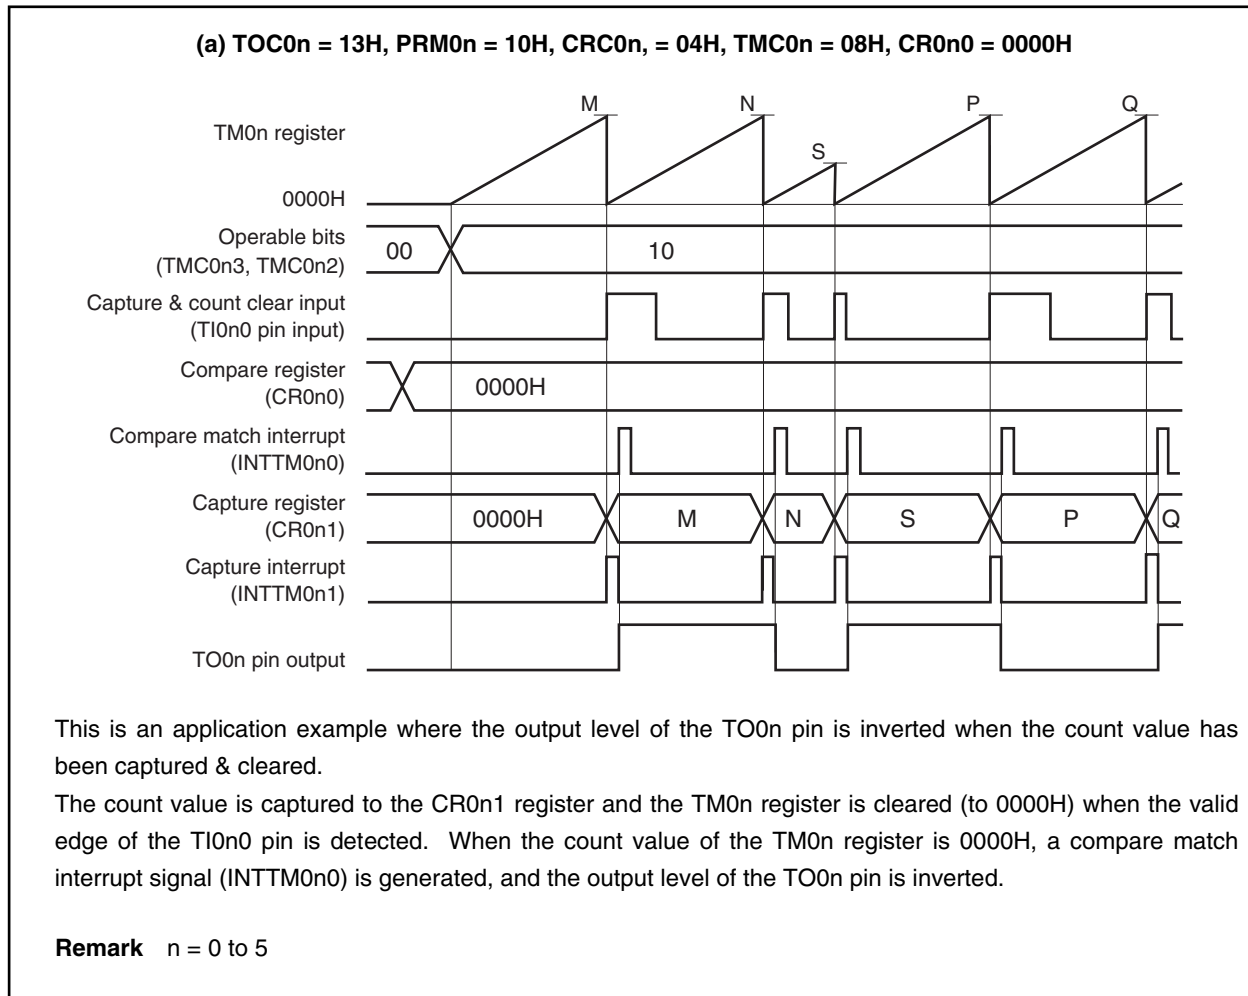 (a) TOC0n = 13H, PRM0n = 10H, CRC0n, = 04H, TMC0n = 08H, CR0n0 = 0000H
M N S P Q
TM0n register
0000H
Operable bits
(TMC0n3, TMC0n2)
00 10
Capture & count clear input
(TI0n0 pin input)
Compare register
(CR0n0)
0000H
Compare match interrupt
(INTTM0n0)
Capture register
(CR0n1)
0000H M N S P Q
Capture interrupt
(INTTM0n1)
TO0n pin output
This is an application example where the output level of the TO0n pin is inverted when the count value has
been captured & cleared.
The count value is captured to the CR0n1 register and the TM0n register is cleared (to 0000H) when the valid
edge of the TI0n0 pin is detected. When the count value of the TM0n register is 0000H, a compare match
interrupt signal (INTTM0n0) is generated, and the output level of the TO0n pin is inverted.
Remark n = 0 to 5